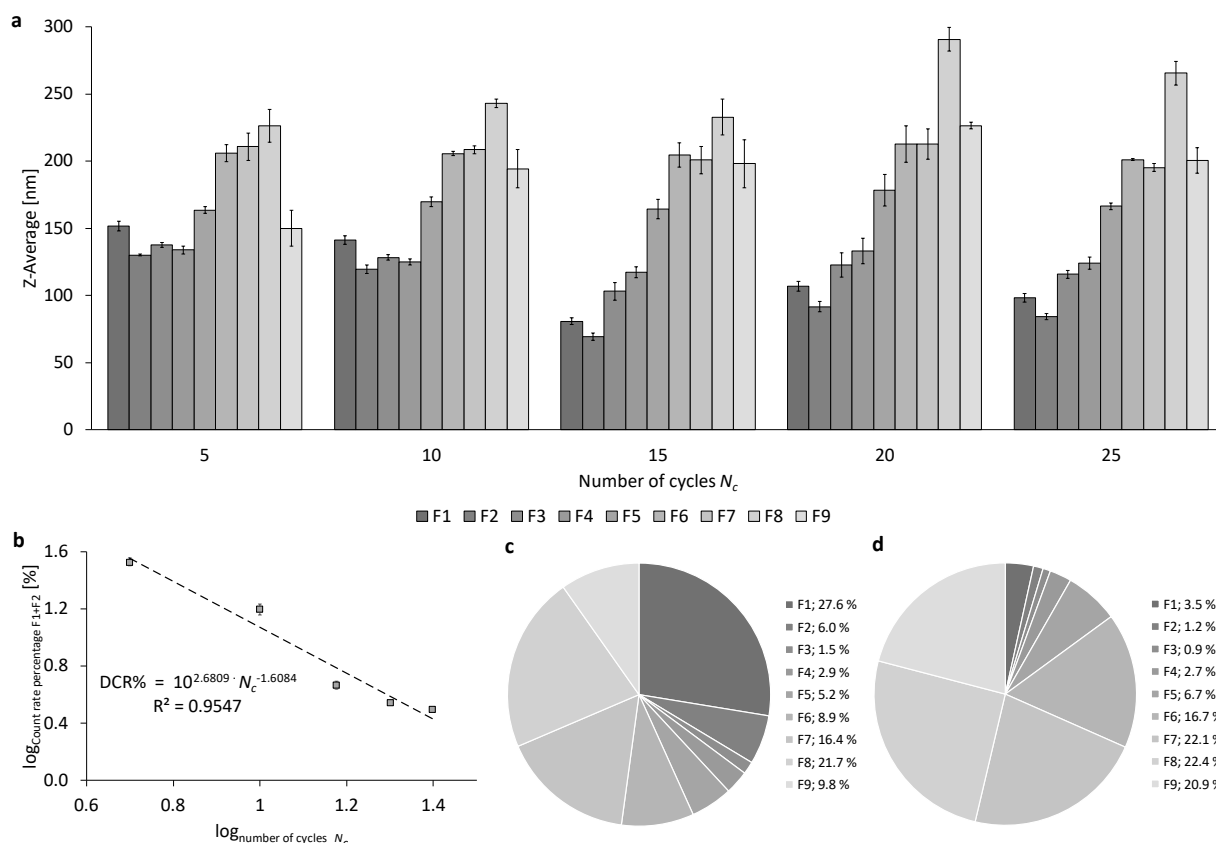 a
300
250
200
150
100
50
0
Z-Average [nm]
5 10 15 20 25
Number of cycles Nc
F1 F2 F3 F4 F5 F6 F7 F8 F9
b
1.6
1.2
0.8
0.4
0.0
logCount rate percentage F1+F2 [%]
DCR% = 10^2.6809 · Nc^-1.6084
R² = 0.9547
0.6 0.8 1 1.2 1.4
lognumber of cycles Nc
c
F1; 27.6 %
F2; 6.0 %
F3; 1.5 %
F4; 2.9 %
F5; 5.2 %
F6; 8.9 %
F7; 16.4 %
F8; 21.7 %
F9; 9.8 %
d
F1; 3.5 %
F2; 1.2 %
F3; 0.9 %
F4; 2.7 %
F5; 6.7 %
F6; 16.7 %
F7; 22.1 %
F8; 22.4 %
F9; 20.9 %